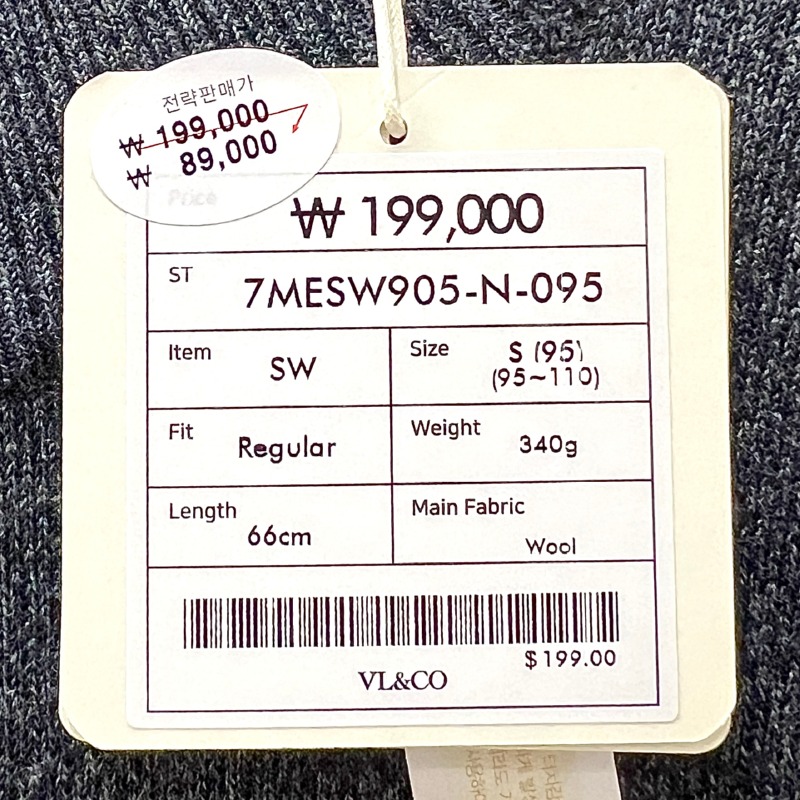 전략판매가
₩ 199,000
₩ 89,000
Price
₩ 199,000
ST
7MESW905-N-095
Item
SW
Size
S (95)
(95~110)
Fit
Regular
Weight
340g
Length
66cm
Main Fabric
Wool
$199.00
VL&CO